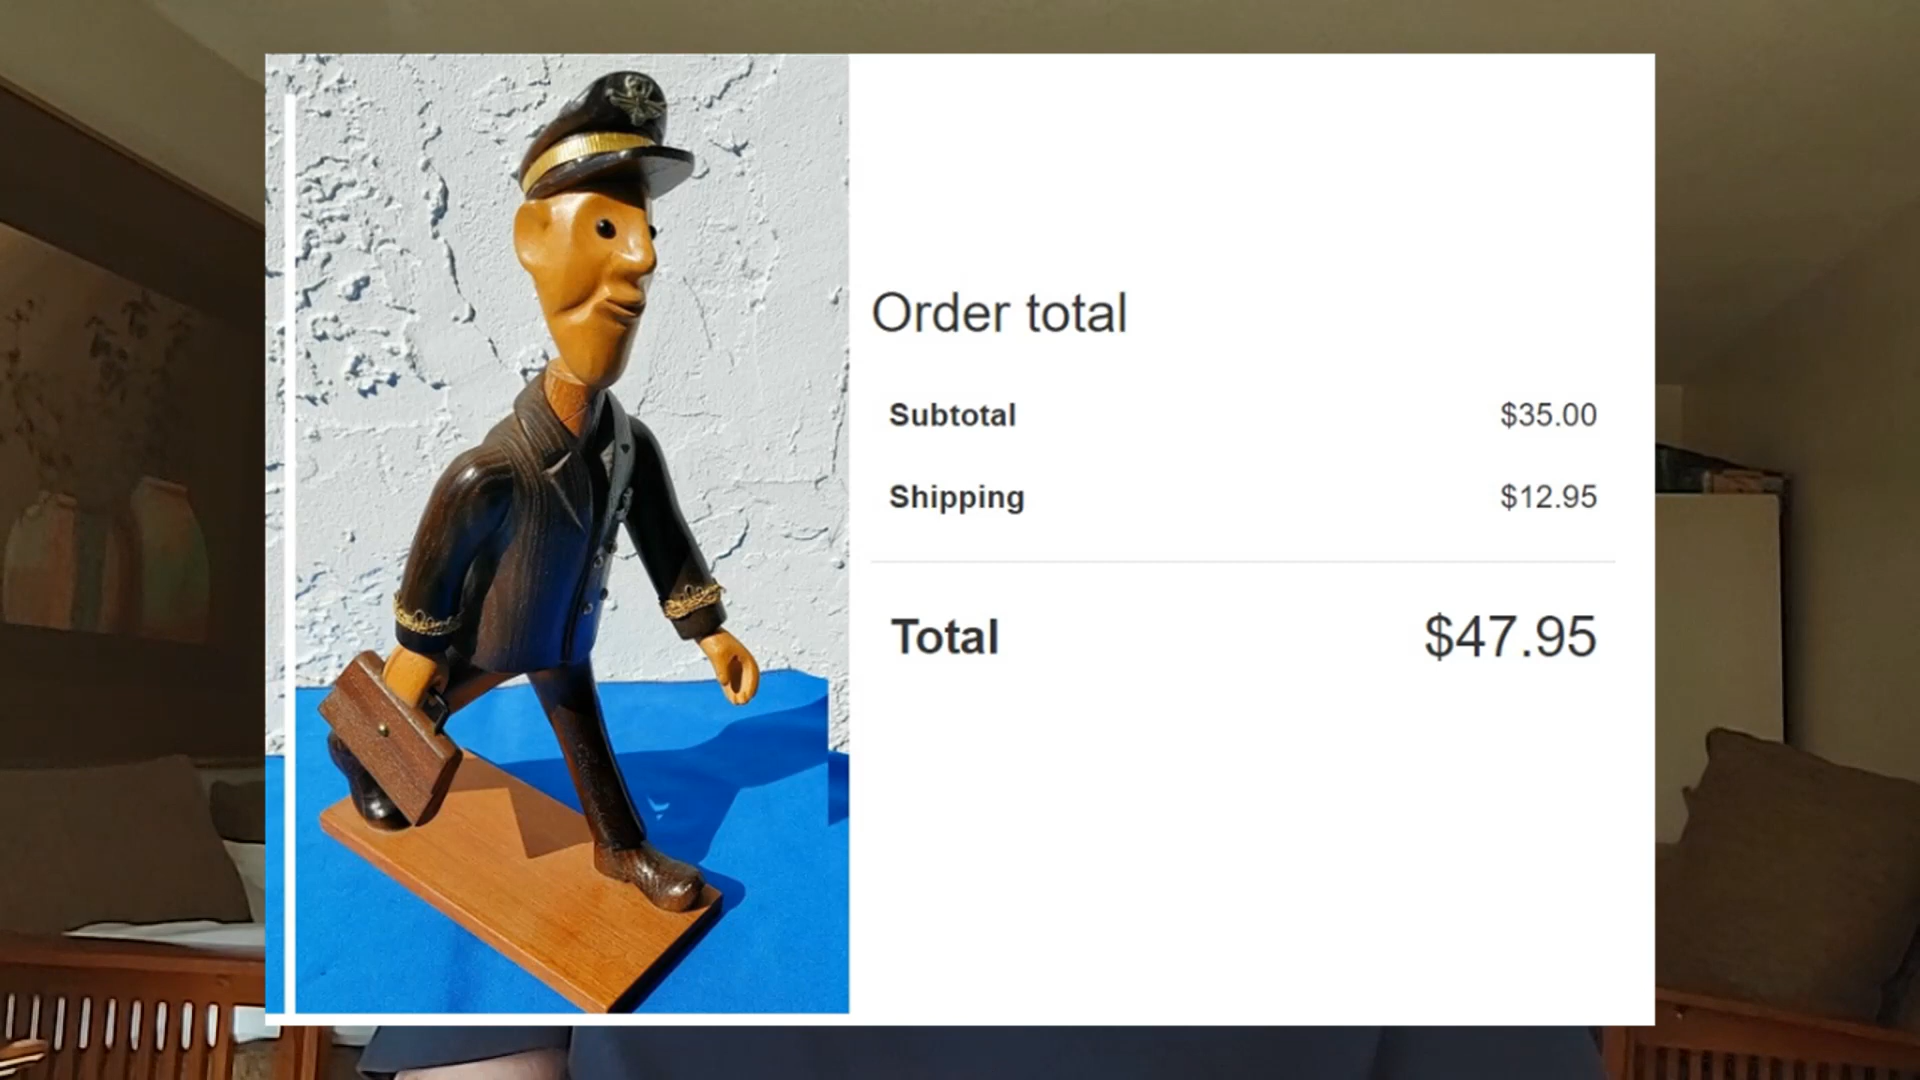 Order total
Subtotal $35.00
Shipping $12.95
Total $47.95